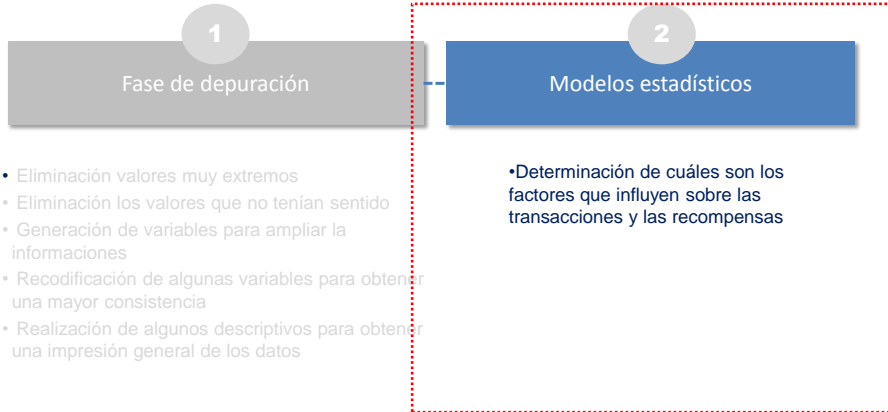 1
Fase de depuración
• Eliminación valores muy extremos
• Eliminación los valores que no tenían sentido
• Generación de variables para ampliar la
informaciones
• Recodificación de algunas variables para obtener
una mayor consistencia
• Realización de algunos descriptivos para obtener
una impresión general de los datos
2
Modelos estadísticos
•Determinación de cuáles son los
factores que influyen sobre las
transacciones y las recompensas